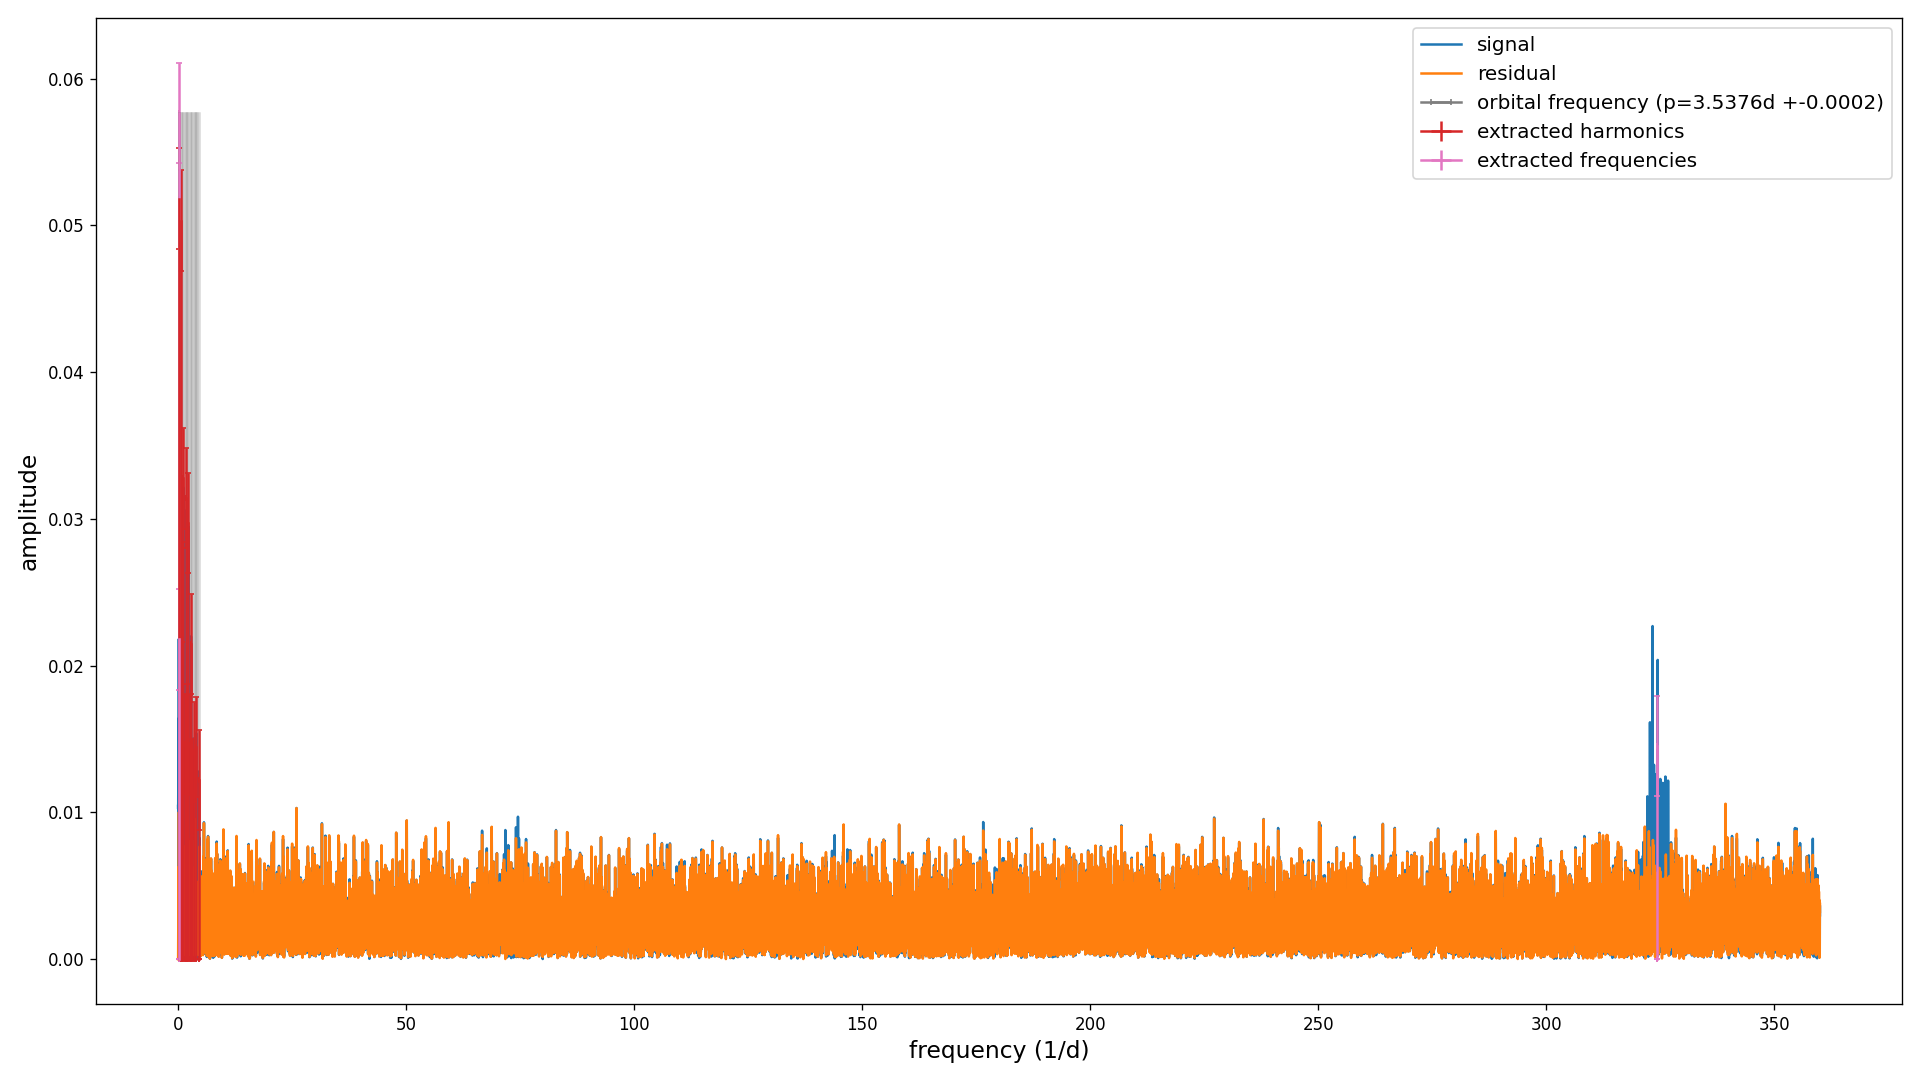 signal
residual
orbital frequency (p=3.5376d +-0.0002)
extracted harmonics
extracted frequencies
0.06
0.05
0.04
0.03
0.02
0.01
0.00
amplitude
0 50 100 150 200 250 300 350
frequency (1/d)